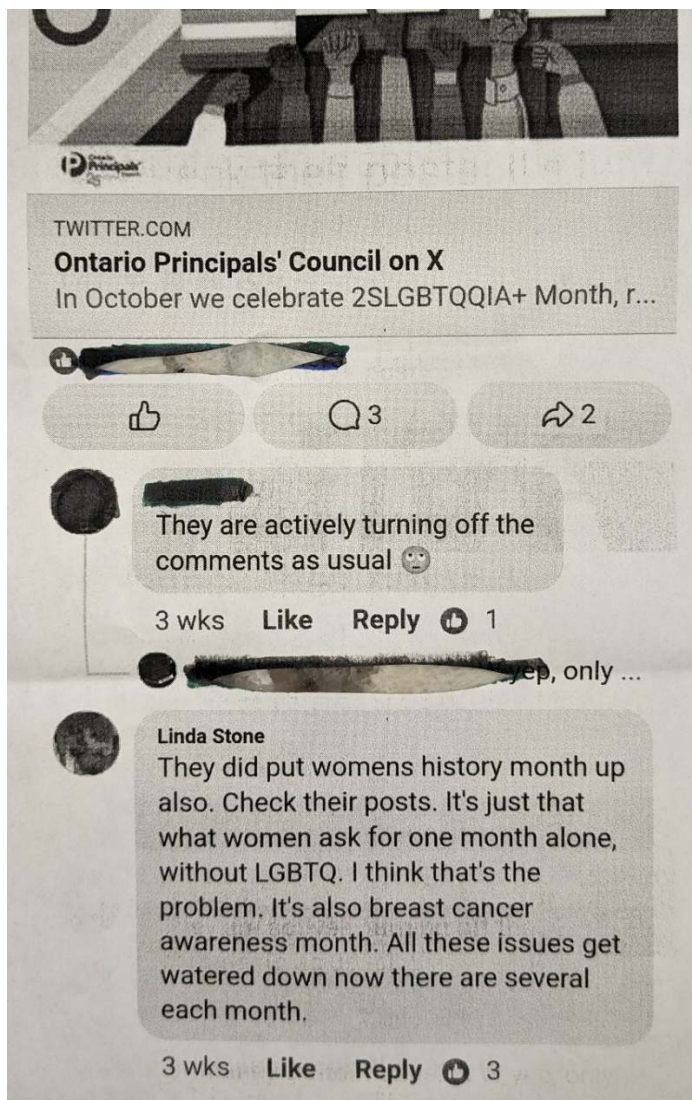 Ontario
Principals'
TWITTER.COM
Ontario Principals' Council on X
In October we celebrate 2SLGBTQQIA+ Month, r...
3
2
They are actively turning off the
comments as usual 🙄
3 wks Like Reply 1
yep, only ...
Linda Stone
They did put womens history month up
also. Check their posts. It's just that
what women ask for one month alone,
without LGBTQ. I think that's the
problem. It's also breast cancer
awareness month. All these issues get
watered down now there are several
each month.
3 wks Like Reply 3